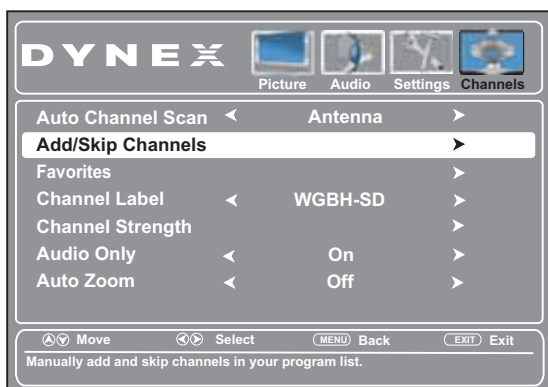 DYNEX
Picture Audio Settings Channels
Auto Channel Scan Antenna
Add/Skip Channels
Favorites
Channel Label WGBH-SD
Channel Strength
Audio Only On
Auto Zoom Off
Move Select MENU Back EXIT Exit
Manually add and skip channels in your program list.